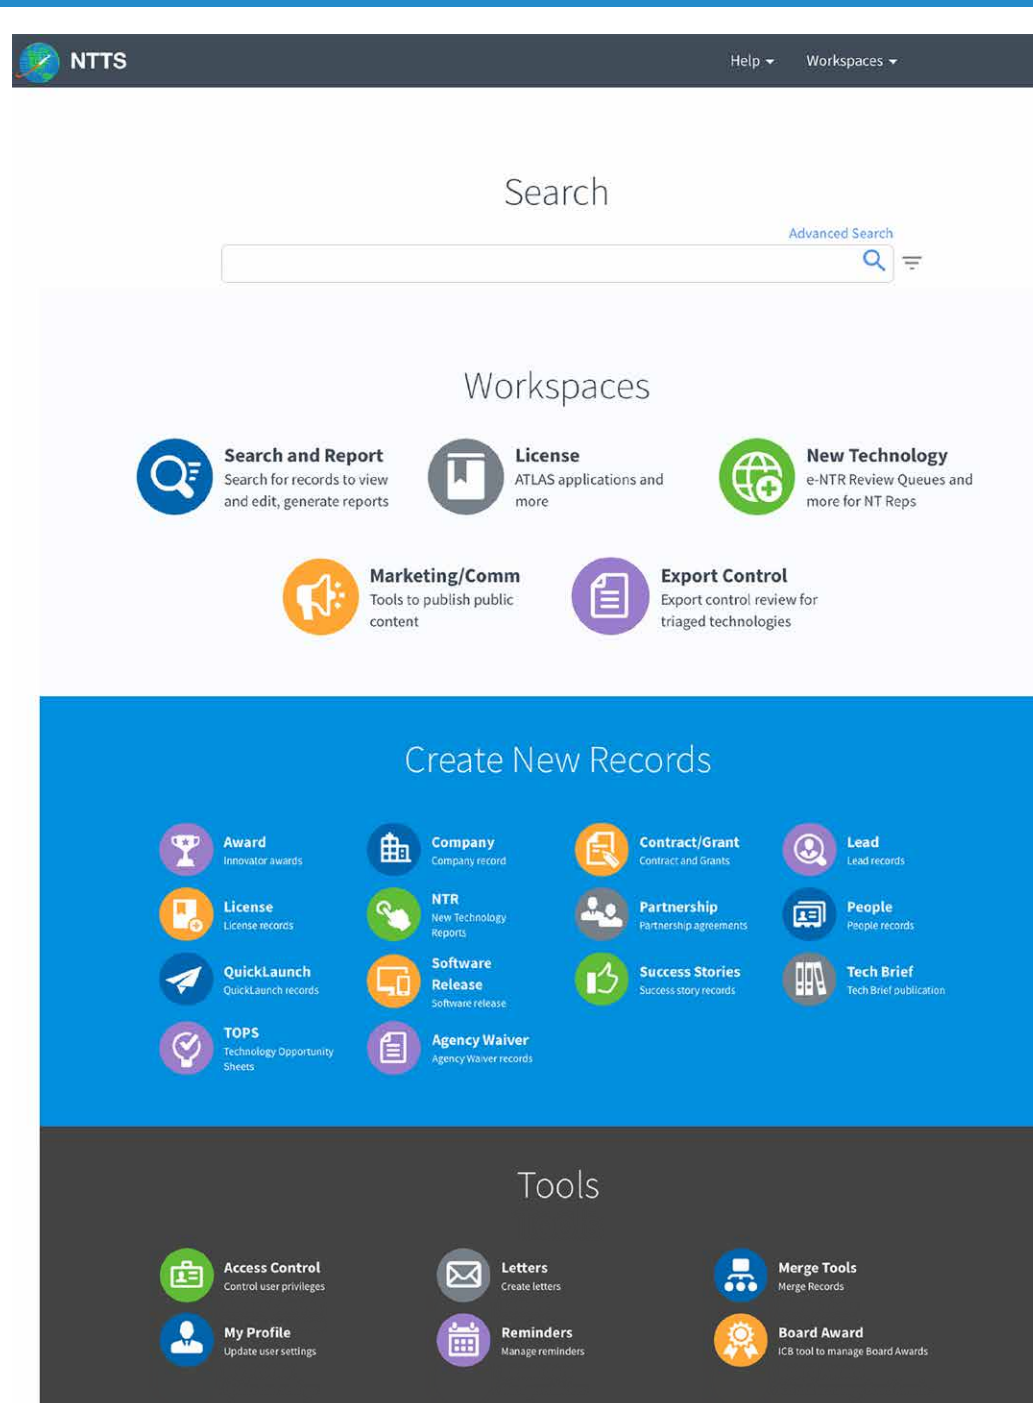 NTTS
Help
Workspaces
Search
Advanced Search
Workspaces
Search and Report
Search for records to view
and edit, generate reports
License
ATLAS applications and
more
New Technology
e-NTR Review Queues and
more for NT Reps
Marketing/Comm
Tools to publish public
content
Export Control
Export control review for
triaged technologies
Create New Records
Award
Innovator awards
Company
Company record
Contract/Grant
Contract and Grants
Lead
Lead records
License
License records
NTR
New Technology
Reports
Partnership
Partnership agreements
People
People records
QuickLaunch
QuickLaunch records
Software
Release
Software release
Success Stories
Success story records
Tech Brief
Tech Brief publication
TOPS
Technology Opportunity
Sheets
Agency Waiver
Agency Waiver records
Tools
Access Control
Control user privileges
Letters
Create letters
Merge Tools
Merge Records
My Profile
Update user settings
Reminders
Manage reminders
Board Award
ICB tool to manage Board Awards